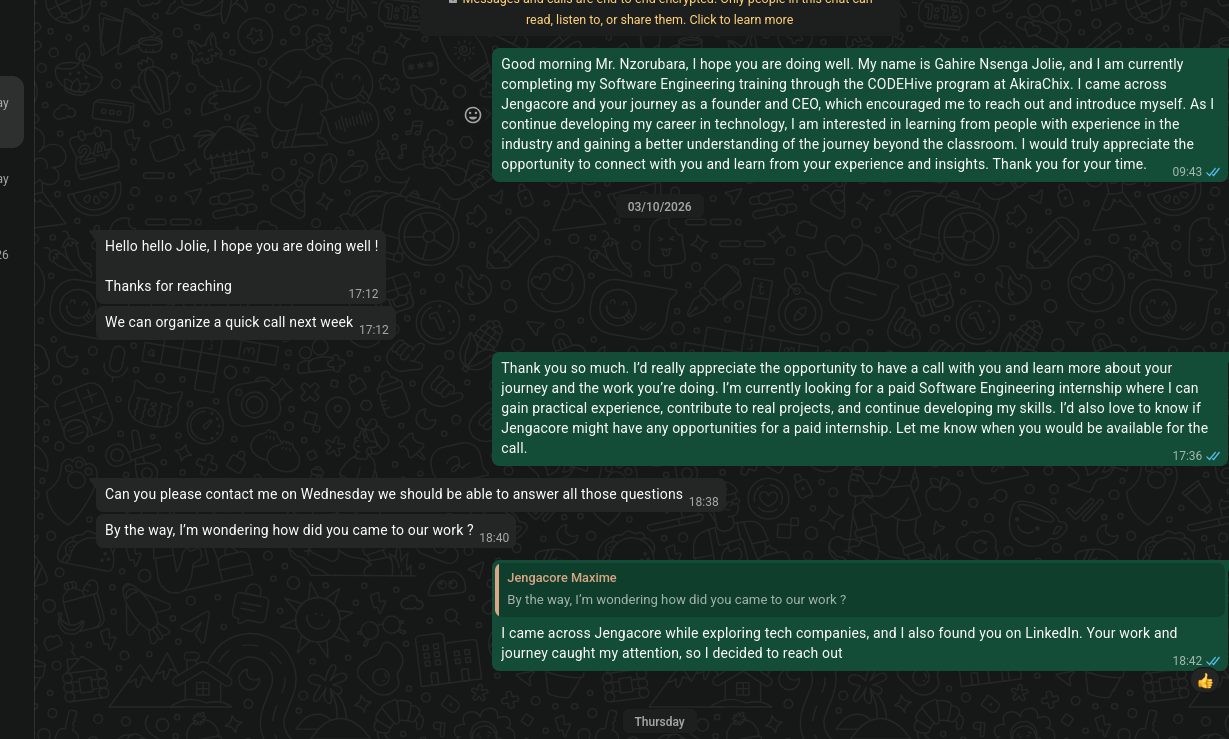 Messages and calls are end-to-end encrypted. Only people in this chat can
read, listen to, or share them. Click to learn more
ay
Good morning Mr. Nzorubara, I hope you are doing well. My name is Gahire Nsenga Jolie, and I am currently
completing my Software Engineering training through the CODEHive program at AkiraChix. I came across
Jengacore and your journey as a founder and CEO, which encouraged me to reach out and introduce myself. As I
continue developing my career in technology, I am interested in learning from people with experience in the
industry and gaining a better understanding of the journey beyond the classroom. I would truly appreciate the
opportunity to connect with you and learn from your experience and insights. Thank you for your time.
09:43
ay
03/10/2026
26
Hello hello Jolie, I hope you are doing well !
Thanks for reaching
17:12
We can organize a quick call next week 17:12
Thank you so much. I’d really appreciate the opportunity to have a call with you and learn more about your
journey and the work you’re doing. I’m currently looking for a paid Software Engineering internship where I can
gain practical experience, contribute to real projects, and continue developing my skills. I’d also love to know if
Jengacore might have any opportunities for a paid internship. Let me know when you would be available for the
call.
17:36
Can you please contact me on Wednesday we should be able to answer all those questions 18:38
By the way, I’m wondering how did you came to our work ? 18:40
Jengacore Maxime
By the way, I’m wondering how did you came to our work ?
I came across Jengacore while exploring tech companies, and I also found you on LinkedIn. Your work and
journey caught my attention, so I decided to reach out
18:42
Thursday